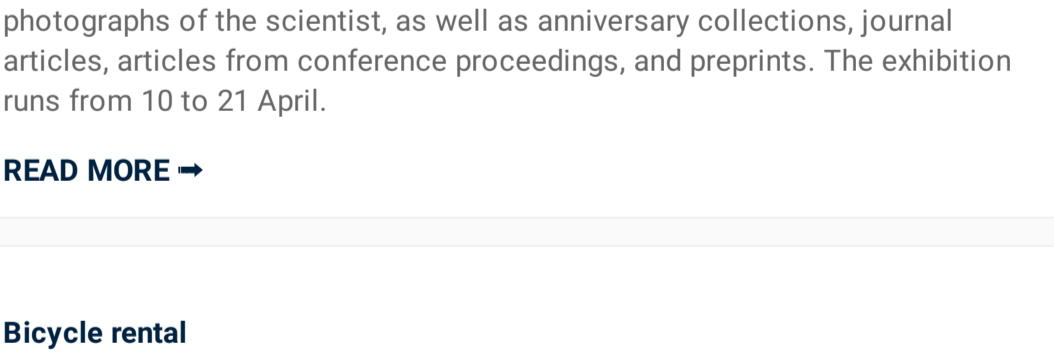 photographs of the scientist, as well as anniversary collections, journal
articles, articles from conference proceedings, and preprints. The exhibition
runs from 10 to 21 April.
READ MORE ➡
Bicycle rental